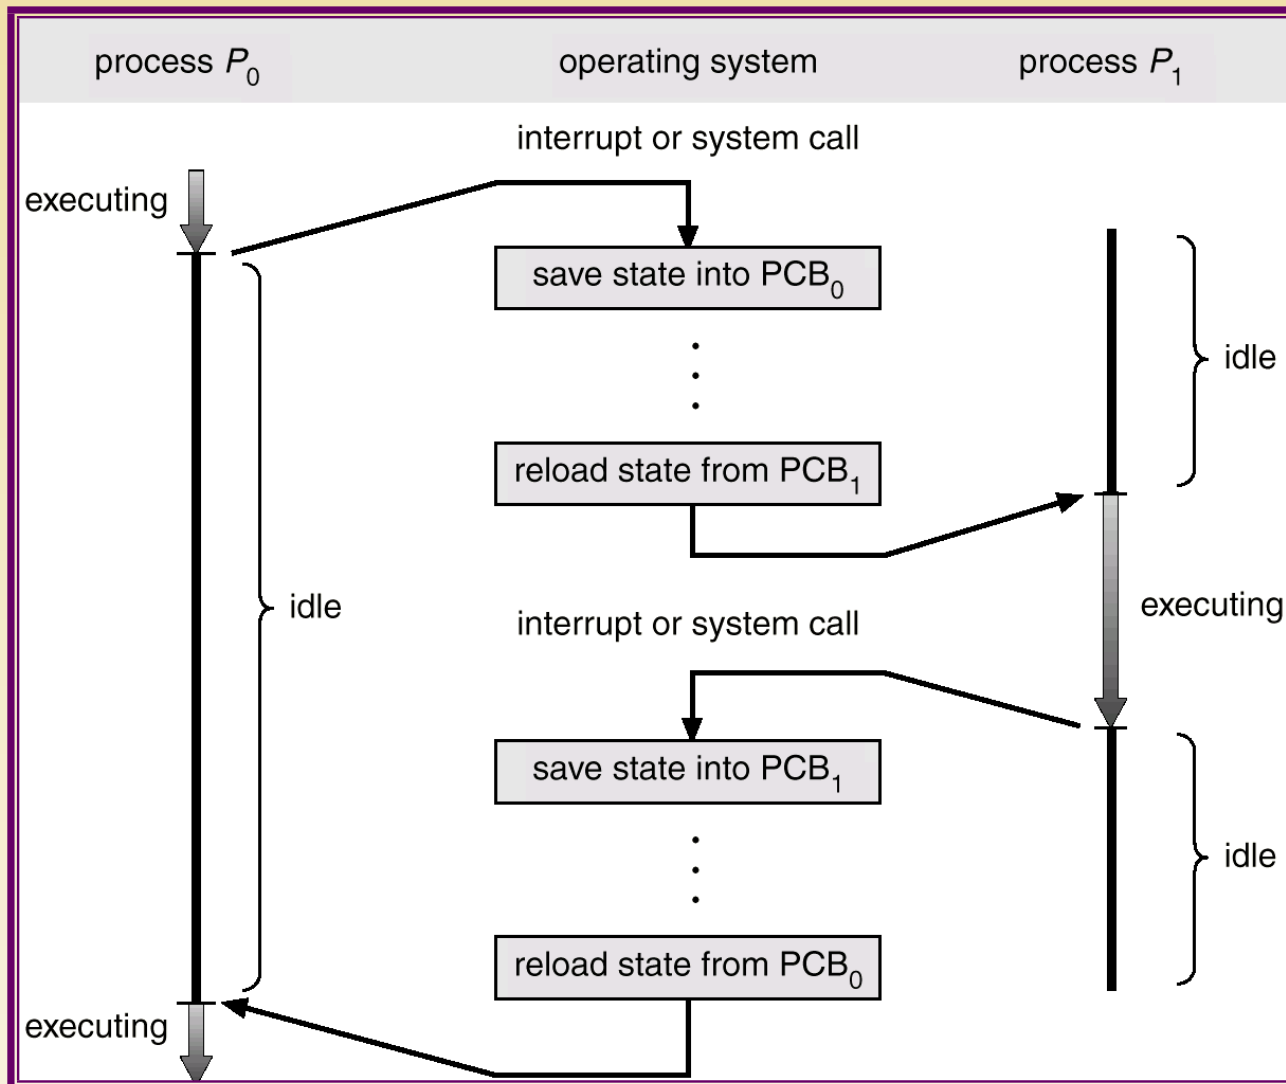 process P0
operating system
process P1
interrupt or system call
executing
save state into PCB0
idle
reload state from PCB1
idle
interrupt or system call
executing
save state into PCB1
idle
reload state from PCB0
executing